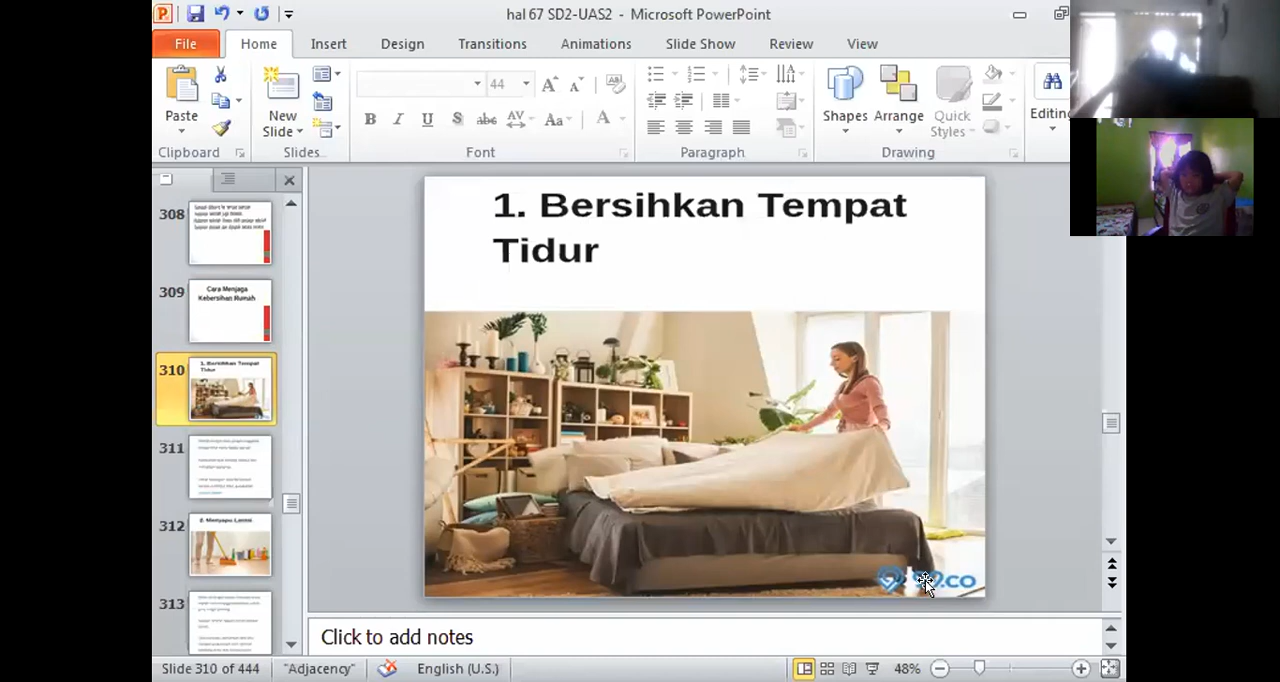 hal 67 SD2-UAS2 - Microsoft PowerPoint
File Home Insert Design Transitions Animations Slide Show Review View
Paste
New
Slide
44
Shapes Arrange Quick
Styles
Editing
Clipboard Slides Font Paragraph Drawing
308
309
Cara Menjaga
Kebersihan Rumah
310
1. Bersihkan Tempat
Tidur
311
312
2. Menyapu Lantai
313
1. Bersihkan Tempat
Tidur
.co
Click to add notes
Slide 310 of 444 "Adjacency" English (U.S.) 48%